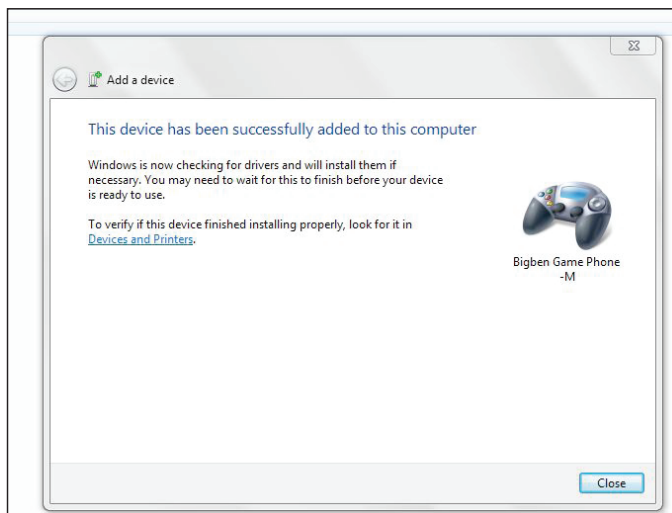 Add a device
This device has been successfully added to this computer
Windows is now checking for drivers and will install them if
necessary. You may need to wait for this to finish before your device
is ready to use.
To verify if this device finished installing properly, look for it in
Devices and Printers.
Bigben Game Phone
-M
Close